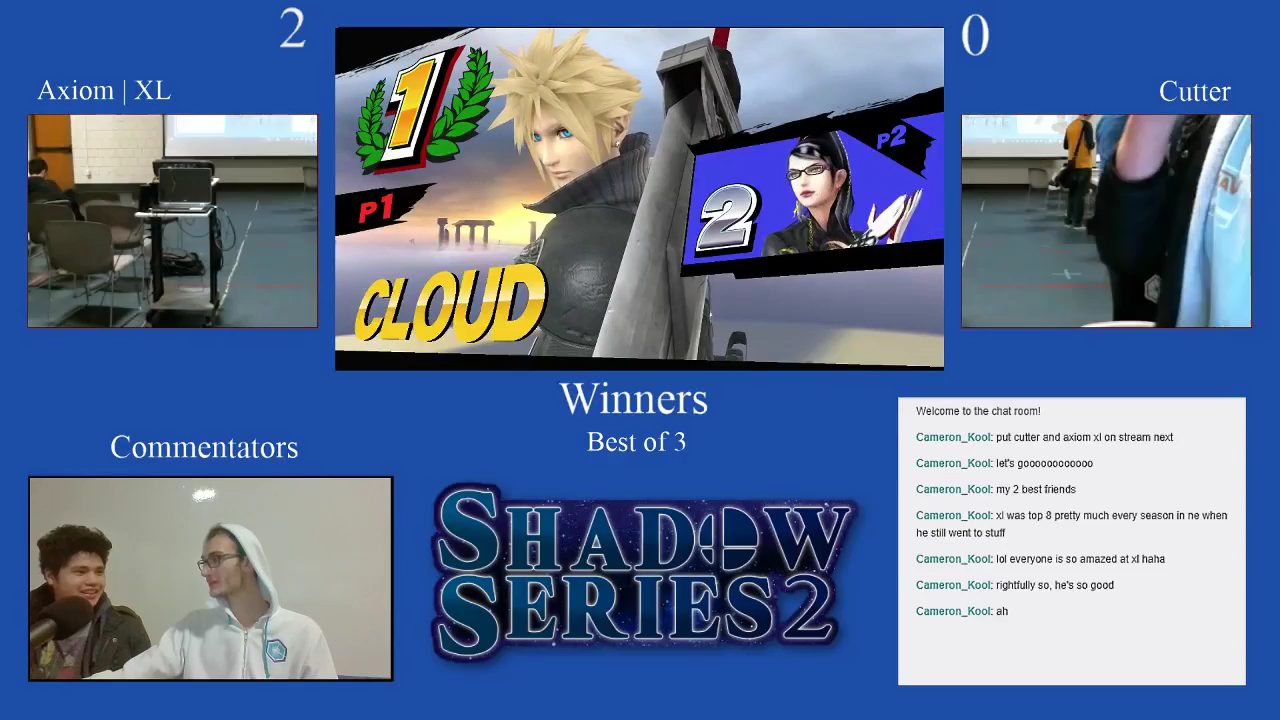 2
0
Axiom | XL
Cutter
1
P1
CLOUD
P2
2
Winners
Best of 3
Commentators
SHADOW
SERIES 2
Welcome to the chat room!
Cameron_Kool: put cutter and axiom xl on stream next
Cameron_Kool: let's goooooooooooo
Cameron_Kool: my 2 best friends
Cameron_Kool: xl was top 8 pretty much every season in ne when
he still went to stuff
Cameron_Kool: lol everyone is so amazed at xl haha
Cameron_Kool: rightfully so, he's so good
Cameron_Kool: ah